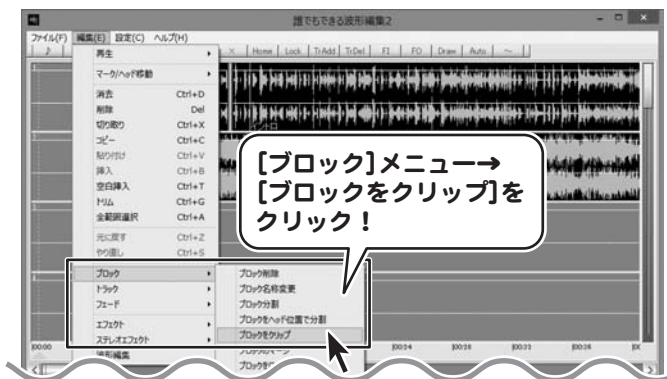 誰でもできる波形編集2
ファイル(F) 編集(E) 設定(C) ヘルプ(H)
Home Lock TrAdd TrDel FI FO Draw Auto ～
再生
マーク/ヘッド移動
消去 Ctrl+D
削除 Del
切り取り Ctrl+X
コピー Ctrl+C
貼り付け Ctrl+V
挿入 Ctrl+B
空白挿入 Ctrl+T
トリム Ctrl+G
全範囲選択 Ctrl+A
元に戻す Ctrl+Z
やり直し Ctrl+S
ブロック
トラック
フェード
エフェクト
ステレオエフェクト
波形編集
イントロ
[ブロック]メニュー→
[ブロックをクリップ]を
クリック！
ブロック削除
ブロック名称変更
ブロック分割
ブロックをヘッド位置で分割
ブロックをクリップ